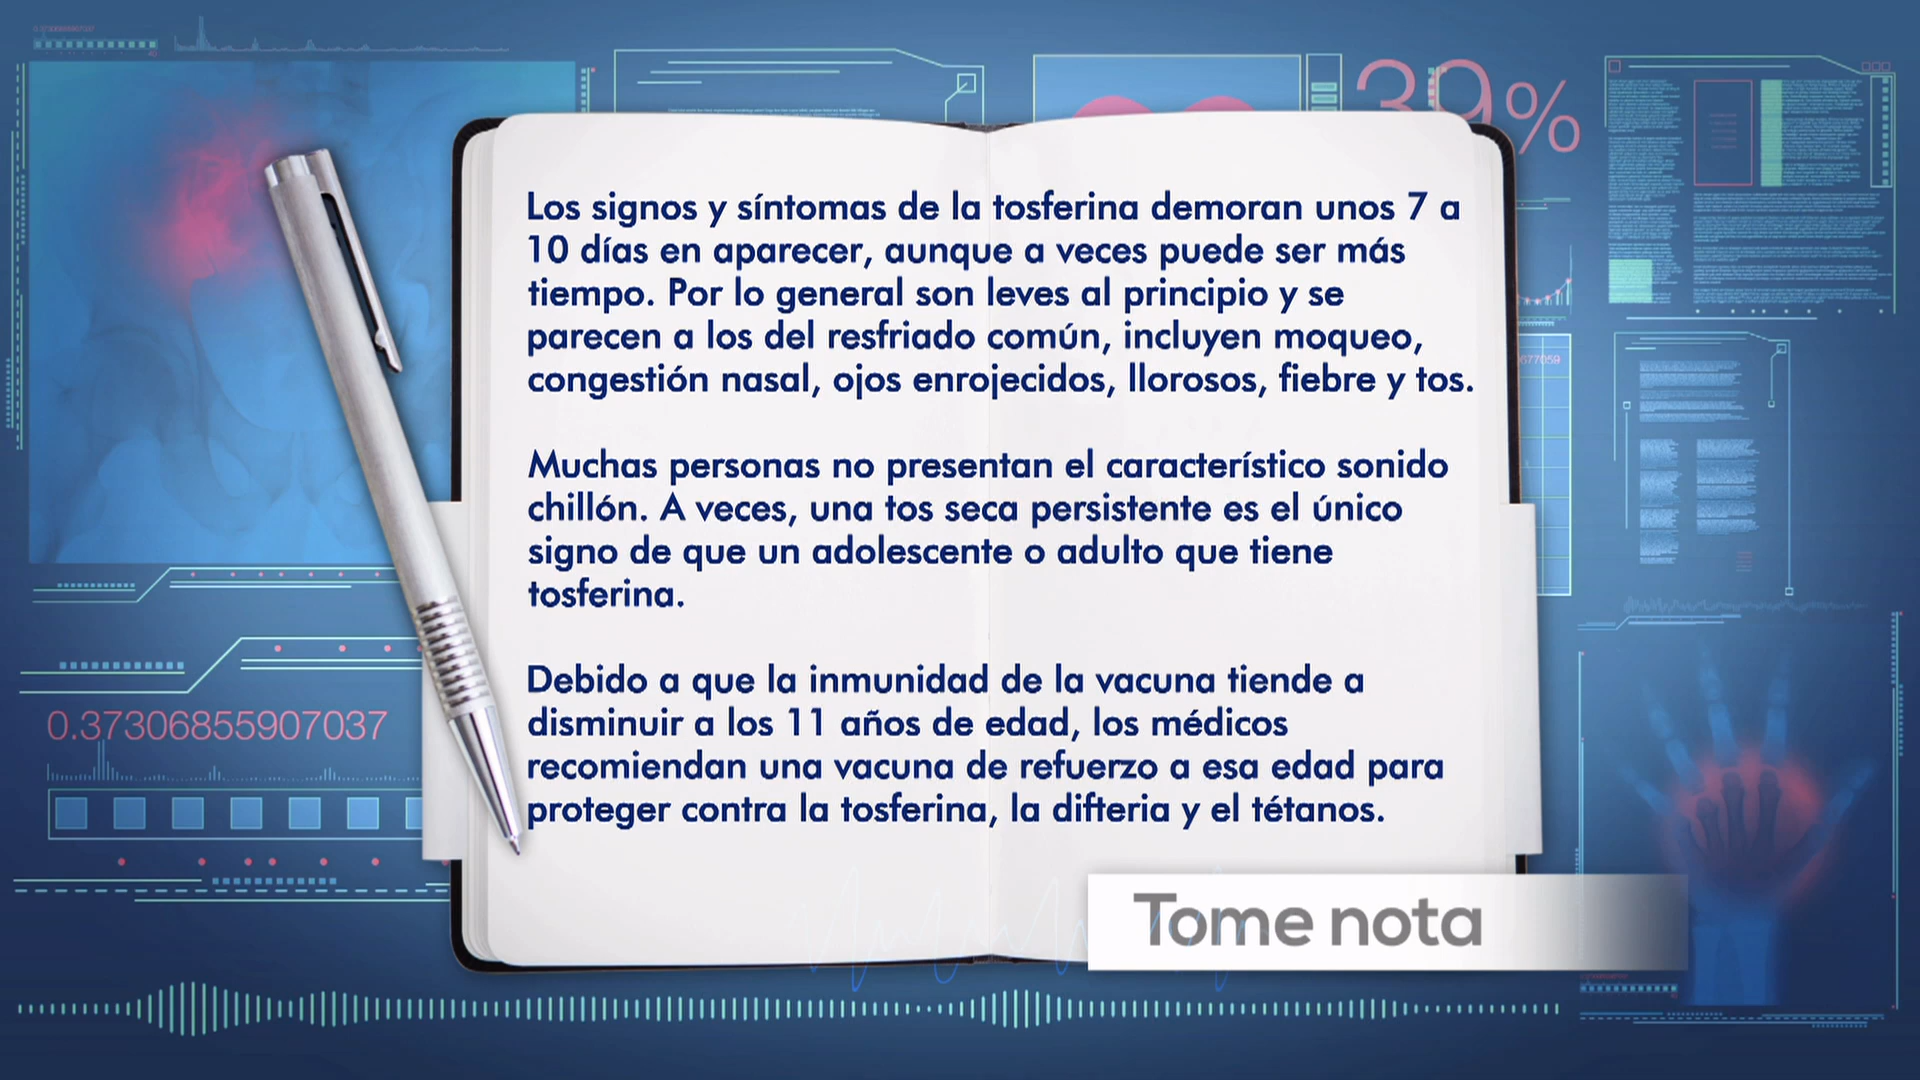 39%
Los signos y síntomas de la tosferina demoran unos 7 a
10 días en aparecer, aunque a veces puede ser más
tiempo. Por lo general son leves al principio y se
parecen a los del resfriado común, incluyen moqueo,
congestión nasal, ojos enrojecidos, llorosos, fiebre y tos.
Muchas personas no presentan el característico sonido
chillón. A veces, una tos seca persistente es el único
signo de que un adolescente o adulto que tiene
tosferina.
Debido a que la inmunidad de la vacuna tiende a
disminuir a los 11 años de edad, los médicos
recomiendan una vacuna de refuerzo a esa edad para
proteger contra la tosferina, la difteria y el tétanos.
0.37306855907037
Tome nota